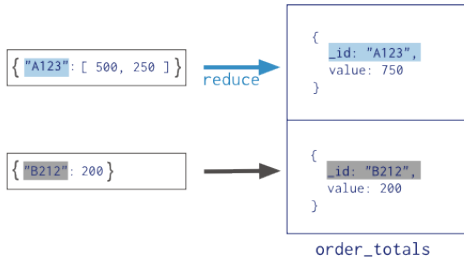 { "A123": [ 500, 250 ] }
reduce
{
_id: "A123",
value: 750
}
{ "B212": 200 }
{
_id: "B212",
value: 200
}
order_totals